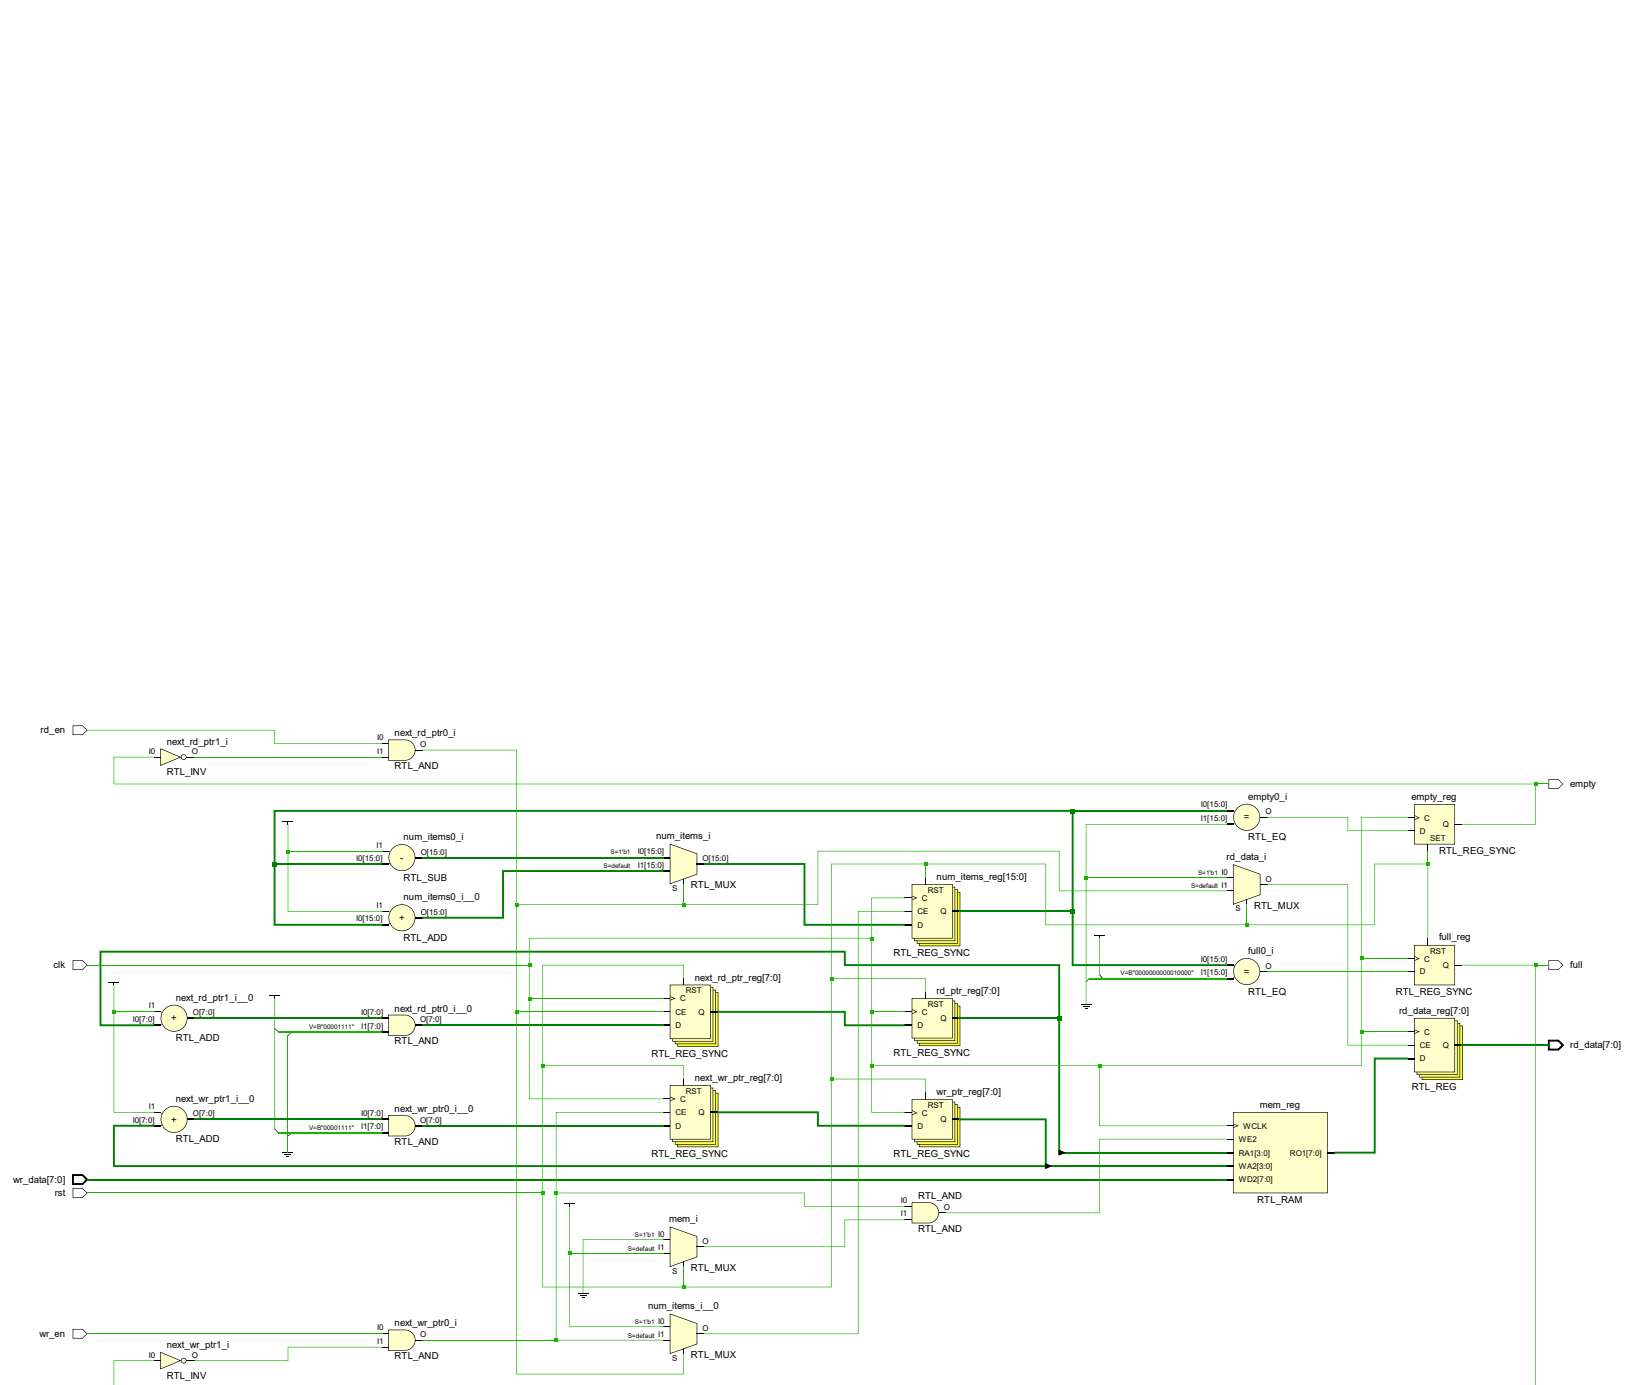 rd_en
next_rd_ptr1_i
I0
O
RTL_INV
next_rd_ptr0_i
I0
I1
O
RTL_AND
empty
num_items0_i
I1
I0[15:0]
-
O[15:0]
RTL_SUB
num_items0_i__0
I1
I0[15:0]
+
O[15:0]
RTL_ADD
num_items_i
S=1'b1 I0[15:0]
S=default I1[15:0]
O[15:0]
S
RTL_MUX
num_items_reg[15:0]
RST
C
CE
Q
D
RTL_REG_SYNC
empty0_i
I0[15:0]
I1[15:0]
=
O
RTL_EQ
empty_reg
C
D
Q
SET
RTL_REG_SYNC
rd_data_i
S=1'b1 I0
S=default I1
O
S
RTL_MUX
clk
full0_i
I0[15:0]
V=B"0000000000010000" I1[15:0]
=
O
RTL_EQ
full_reg
RST
C
Q
D
RTL_REG_SYNC
full
next_rd_ptr1_i__0
I1
I0[7:0]
+
O[7:0]
RTL_ADD
next_rd_ptr0_i__0
I0[7:0]
V=B"00001111" I1[7:0]
O[7:0]
RTL_AND
next_rd_ptr_reg[7:0]
RST
C
CE
Q
D
RTL_REG_SYNC
rd_ptr_reg[7:0]
RST
C
Q
D
RTL_REG_SYNC
rd_data_reg[7:0]
C
CE
Q
D
RTL_REG
rd_data[7:0]
next_wr_ptr1_i__0
I1
I0[7:0]
+
O[7:0]
RTL_ADD
next_wr_ptr0_i__0
I0[7:0]
V=B"00001111" I1[7:0]
O[7:0]
RTL_AND
next_wr_ptr_reg[7:0]
RST
C
CE
Q
D
RTL_REG_SYNC
wr_ptr_reg[7:0]
RST
C
Q
D
RTL_REG_SYNC
mem_reg
WCLK
WE2
RA1[3:0]
RO1[7:0]
WA2[3:0]
WD2[7:0]
RTL_RAM
wr_data[7:0]
rst
RTL_AND
I0
I1
O
RTL_AND
mem_i
S=1'b1 I0
S=default I1
O
S
RTL_MUX
num_items_i__0
S=1'b1 I0
S=default I1
O
S
RTL_MUX
wr_en
next_wr_ptr1_i
I0
O
RTL_INV
next_wr_ptr0_i
I0
I1
O
RTL_AND